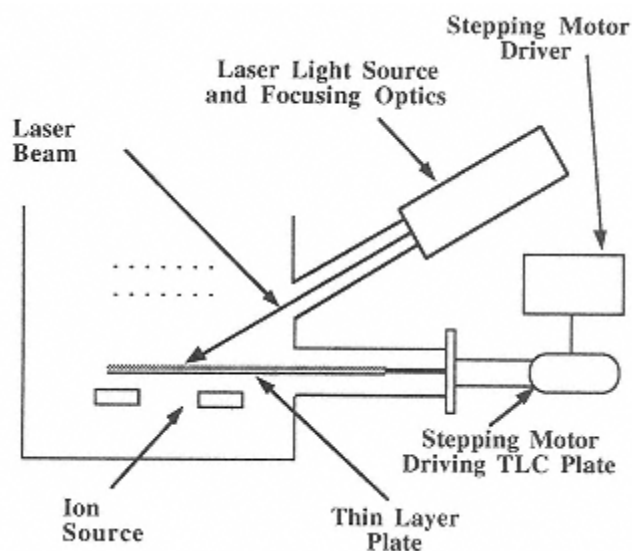 Stepping Motor
Driver
Laser Light Source
and Focusing Optics
Laser
Beam
Stepping Motor
Driving TLC Plate
Ion
Source
Thin Layer
Plate